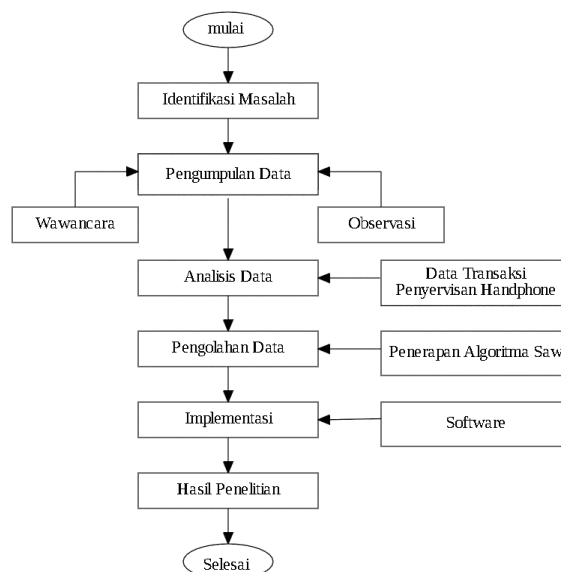 mulai
Identifikasi Masalah
Pengumpulan Data
Wawancara
Observasi
Analisis Data
Data Transaksi
Penyervisan Handphone
Pengolahan Data
Penerapan Algoritma Saw
Implementasi
Software
Hasil Penelitian
Selesai